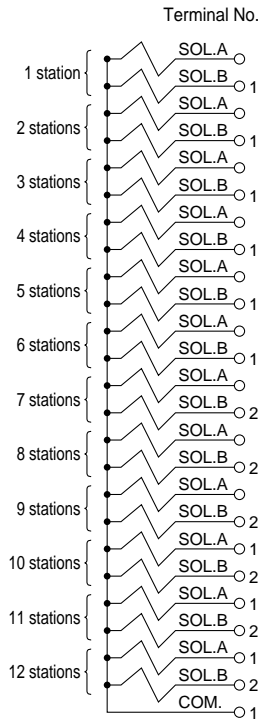 Terminal No.
1 station
SOL.A
SOL.B 1
2 stations
SOL.A
SOL.B 1
3 stations
SOL.A
SOL.B 1
4 stations
SOL.A
SOL.B 1
5 stations
SOL.A
SOL.B 1
6 stations
SOL.A
SOL.B 1
7 stations
SOL.A
SOL.B 2
8 stations
SOL.A
SOL.B 2
9 stations
SOL.A
SOL.B 2
10 stations
SOL.A 1
SOL.B 2
11 stations
SOL.A 1
SOL.B 2
12 stations
SOL.A 1
SOL.B 2
COM. 1